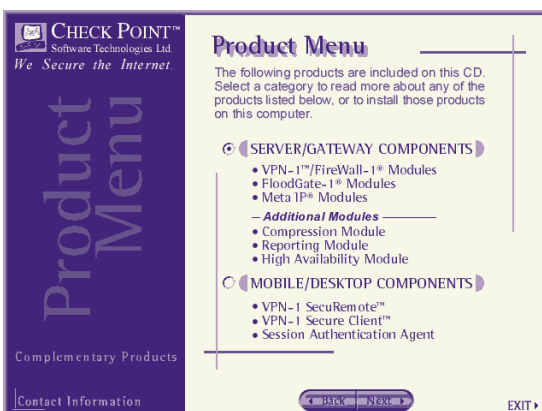 CHECK POINT™
Software Technologies Ltd.
We Secure the Internet.
Product
Menu
Complementary Products
Contact Information
Product Menu
The following products are included on this CD.
Select a category to read more about any of the
products listed below, or to install those products
on this computer.
SERVER/GATEWAY COMPONENTS
• VPN-1™/FireWall-1® Modules
• FloodGate-1® Modules
• Meta IP® Modules
– Additional Modules
• Compression Module
• Reporting Module
• High Availability Module
MOBILE/DESKTOP COMPONENTS
• VPN-1 SecuRemote™
• VPN-1 Secure Client™
• Session Authentication Agent
Back Next
EXIT